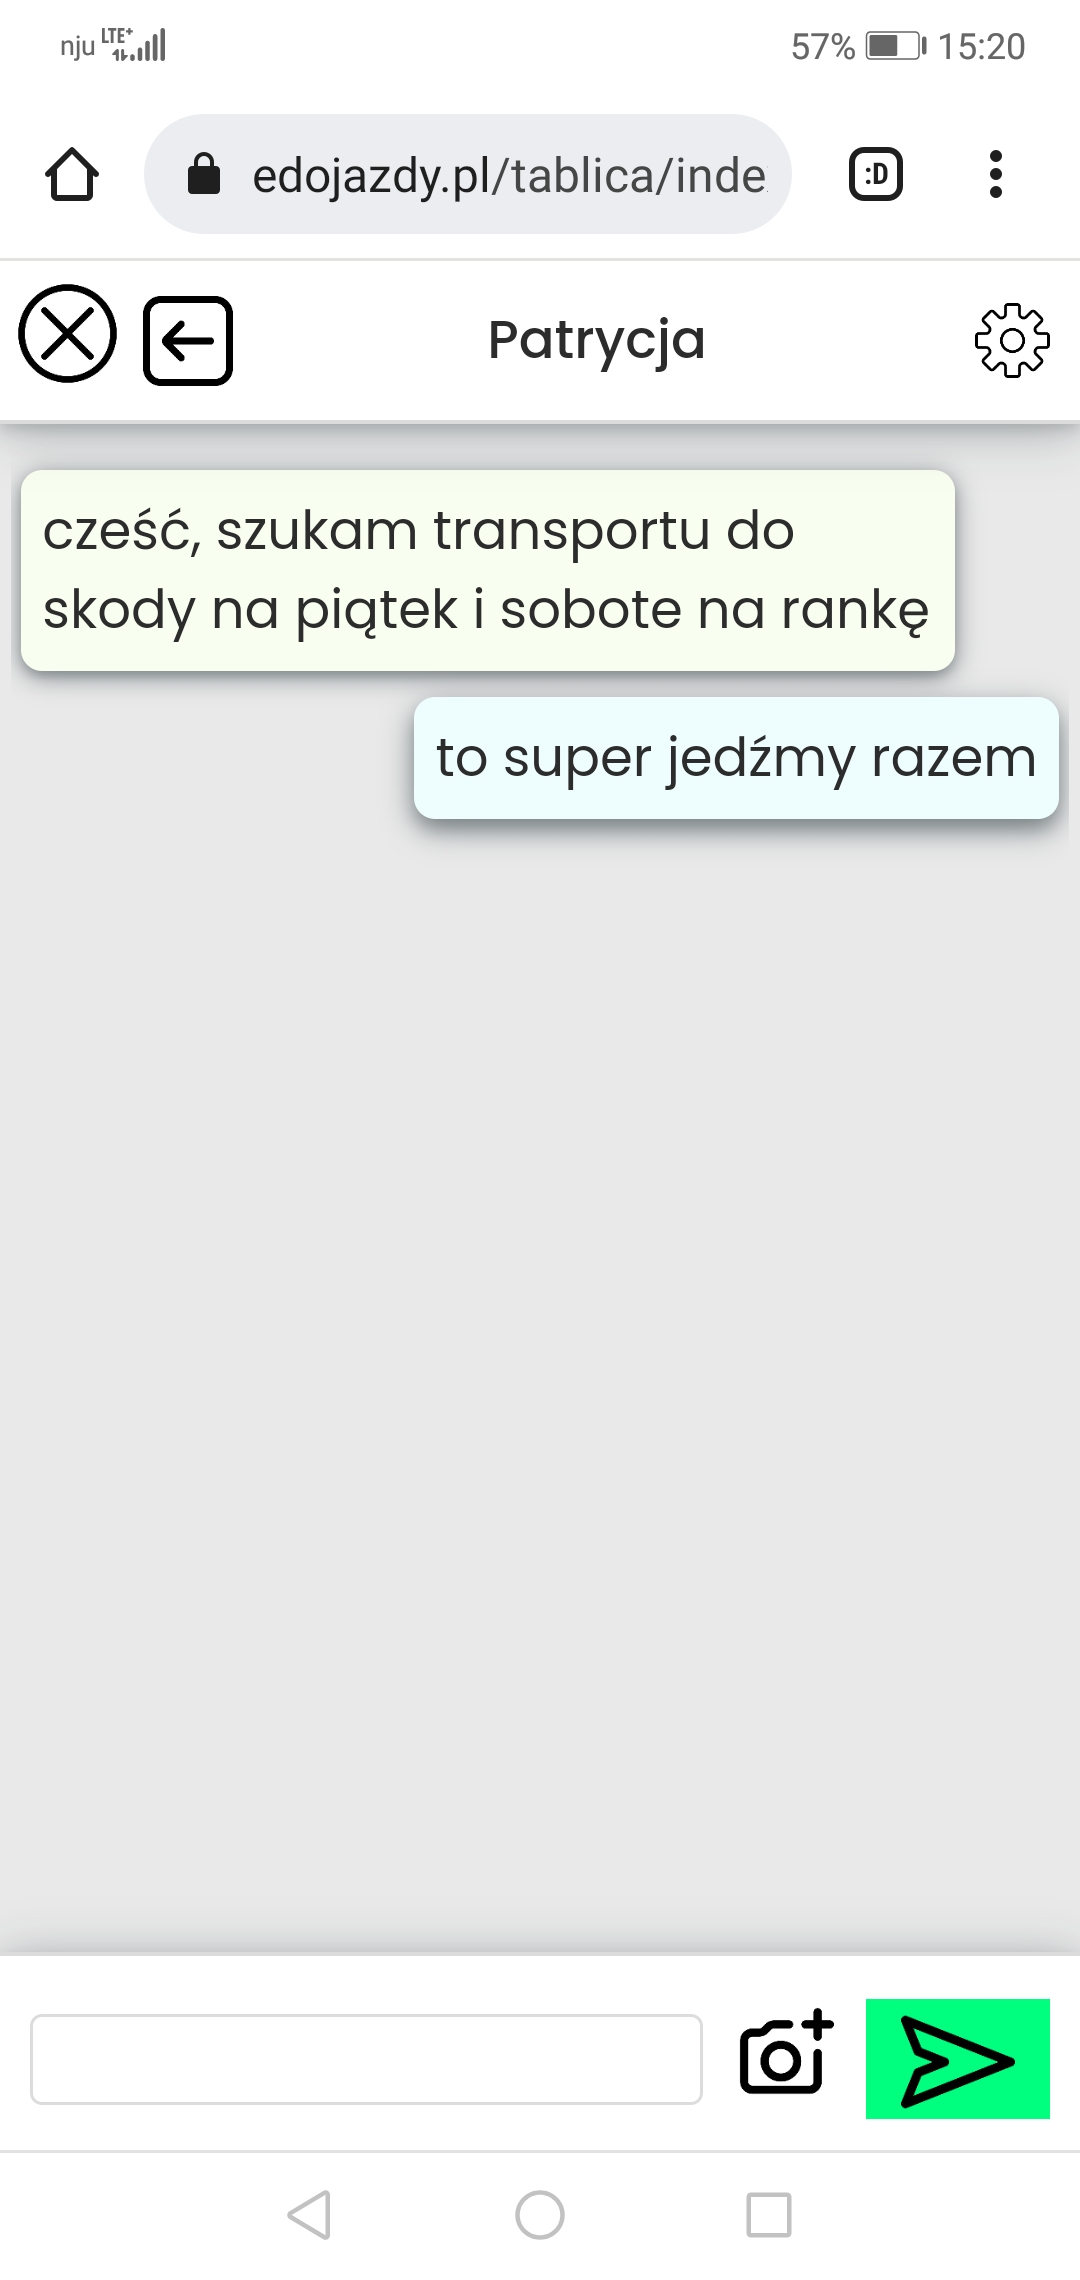 nju LTE+ 57% 15:20
edojazdy.pl/tablica/inde
:D
Patrycja
cześć, szukam transportu do
skody na piątek i sobote na rankę
to super jedźmy razem